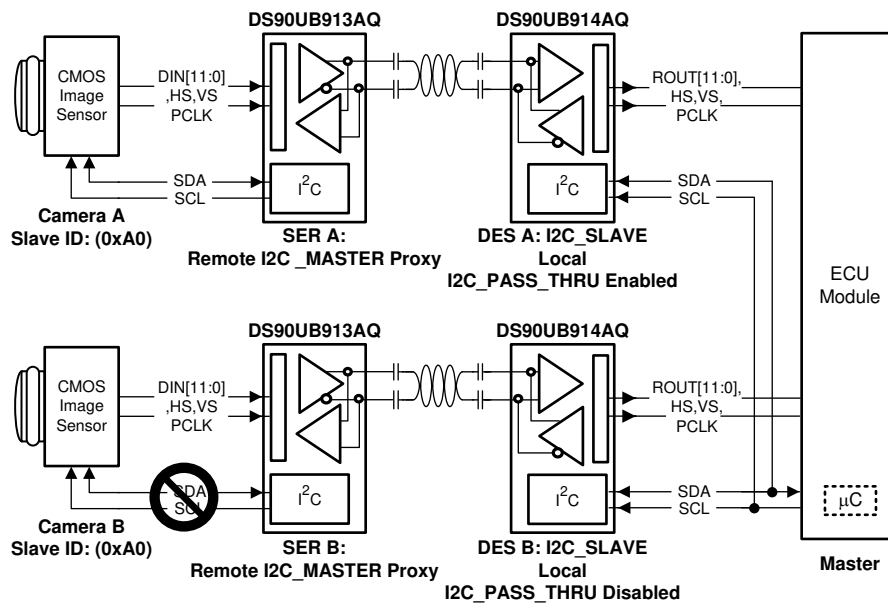 DS90UB913AQ
DS90UB914AQ
CMOS
Image
Sensor
DIN[11:0]
,HS,VS
PCLK
ROUT[11:0],
HS,VS,
PCLK
SDA
SCL
I²C
I²C
SDA
SCL
Camera A
Slave ID: (0xA0)
SER A:
Remote I2C _MASTER Proxy
DES A: I2C_SLAVE
Local
I2C_PASS_THRU Enabled
ECU
Module
DS90UB913AQ
DS90UB914AQ
CMOS
Image
Sensor
DIN[11:0]
,HS,VS
PCLK
ROUT[11:0],
HS,VS,
PCLK
SDA
SCL
I²C
I²C
SDA
SCL
µC
Camera B
Slave ID: (0xA0)
SER B:
Remote I2C_MASTER Proxy
DES B: I2C_SLAVE
Local
I2C_PASS_THRU Disabled
Master